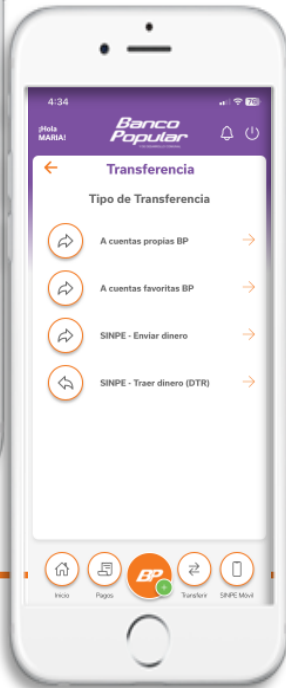 4:34
76
¡Hola
MARIA!
Banco
Popular
Transferencia
Tipo de Transferencia
A cuentas propias BP
A cuentas favoritas BP
SINPE - Enviar dinero
SINPE - Traer dinero (DTR)
BP
Inicio
Pagos
Transferir
SINPE Móvil